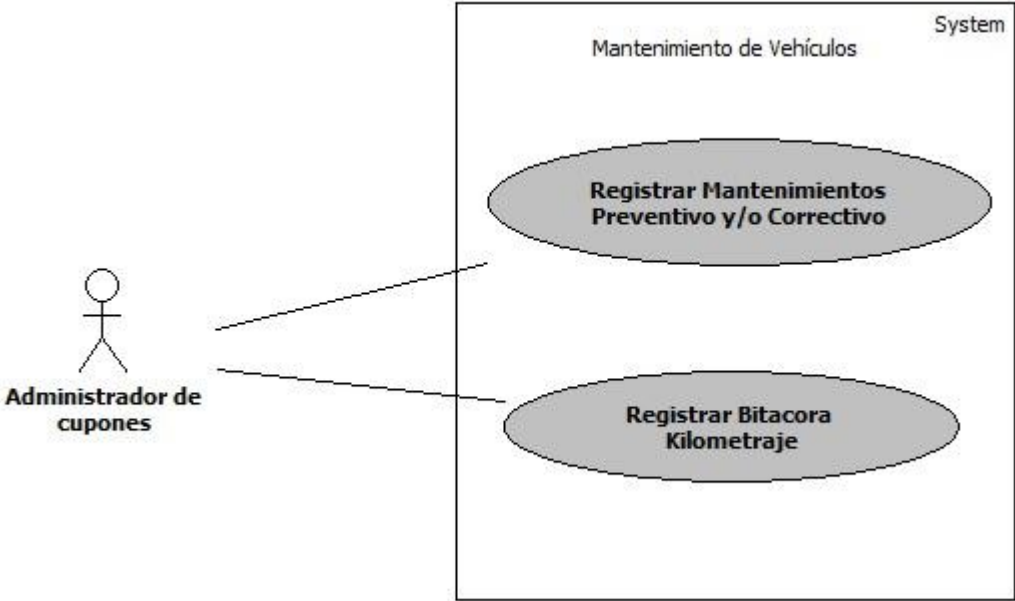 System
Mantenimiento de Vehículos
Registrar Mantenimientos
Preventivo y/o Correctivo
Administrador de
cupones
Registrar Bitacora
Kilometraje